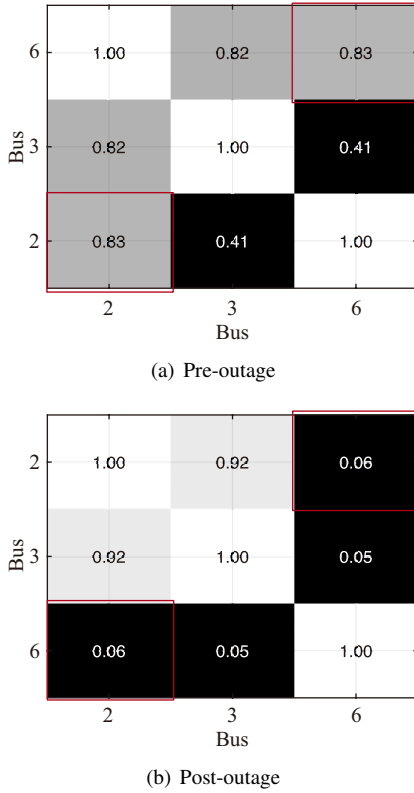 6 1.00 0.82 0.83
3 0.82 1.00 0.41
2 0.83 0.41 1.00
2 3 6
Bus
Bus
(a) Pre-outage
2 1.00 0.92 0.06
3 0.92 1.00 0.05
6 0.06 0.05 1.00
2 3 6
Bus
Bus
(b) Post-outage